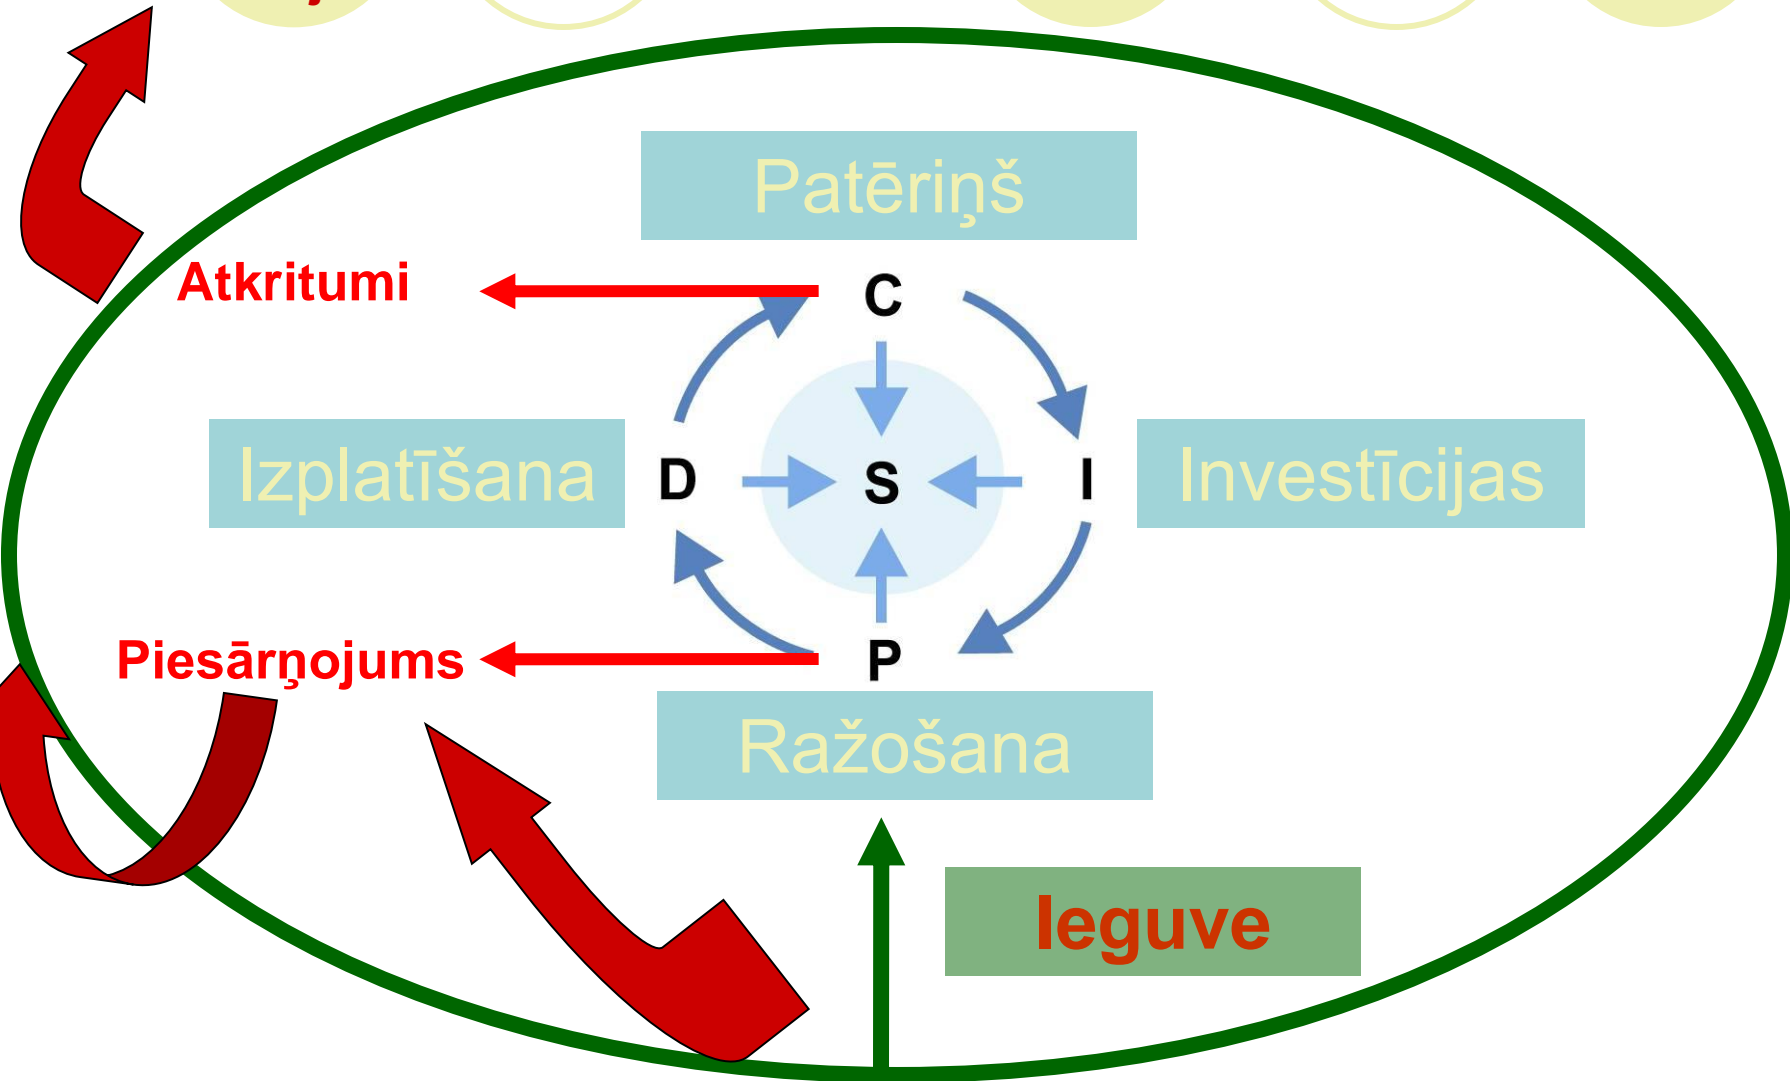 Patēriņš
Atkritumi
C
Izplatīšana
D
S
I
Investīcijas
Piesārņojums
P
Ražošana
Ieguve